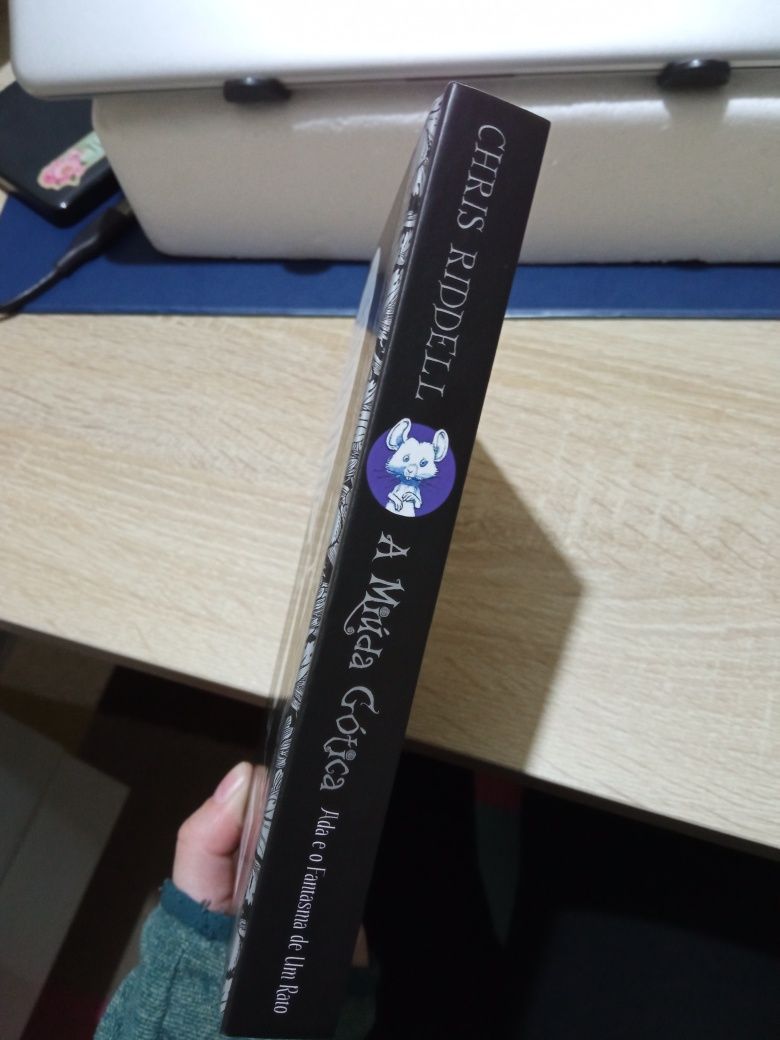 CHRIS RIDDELL
A Miúda Gótica
Ada e o Fantasma de Um Rato